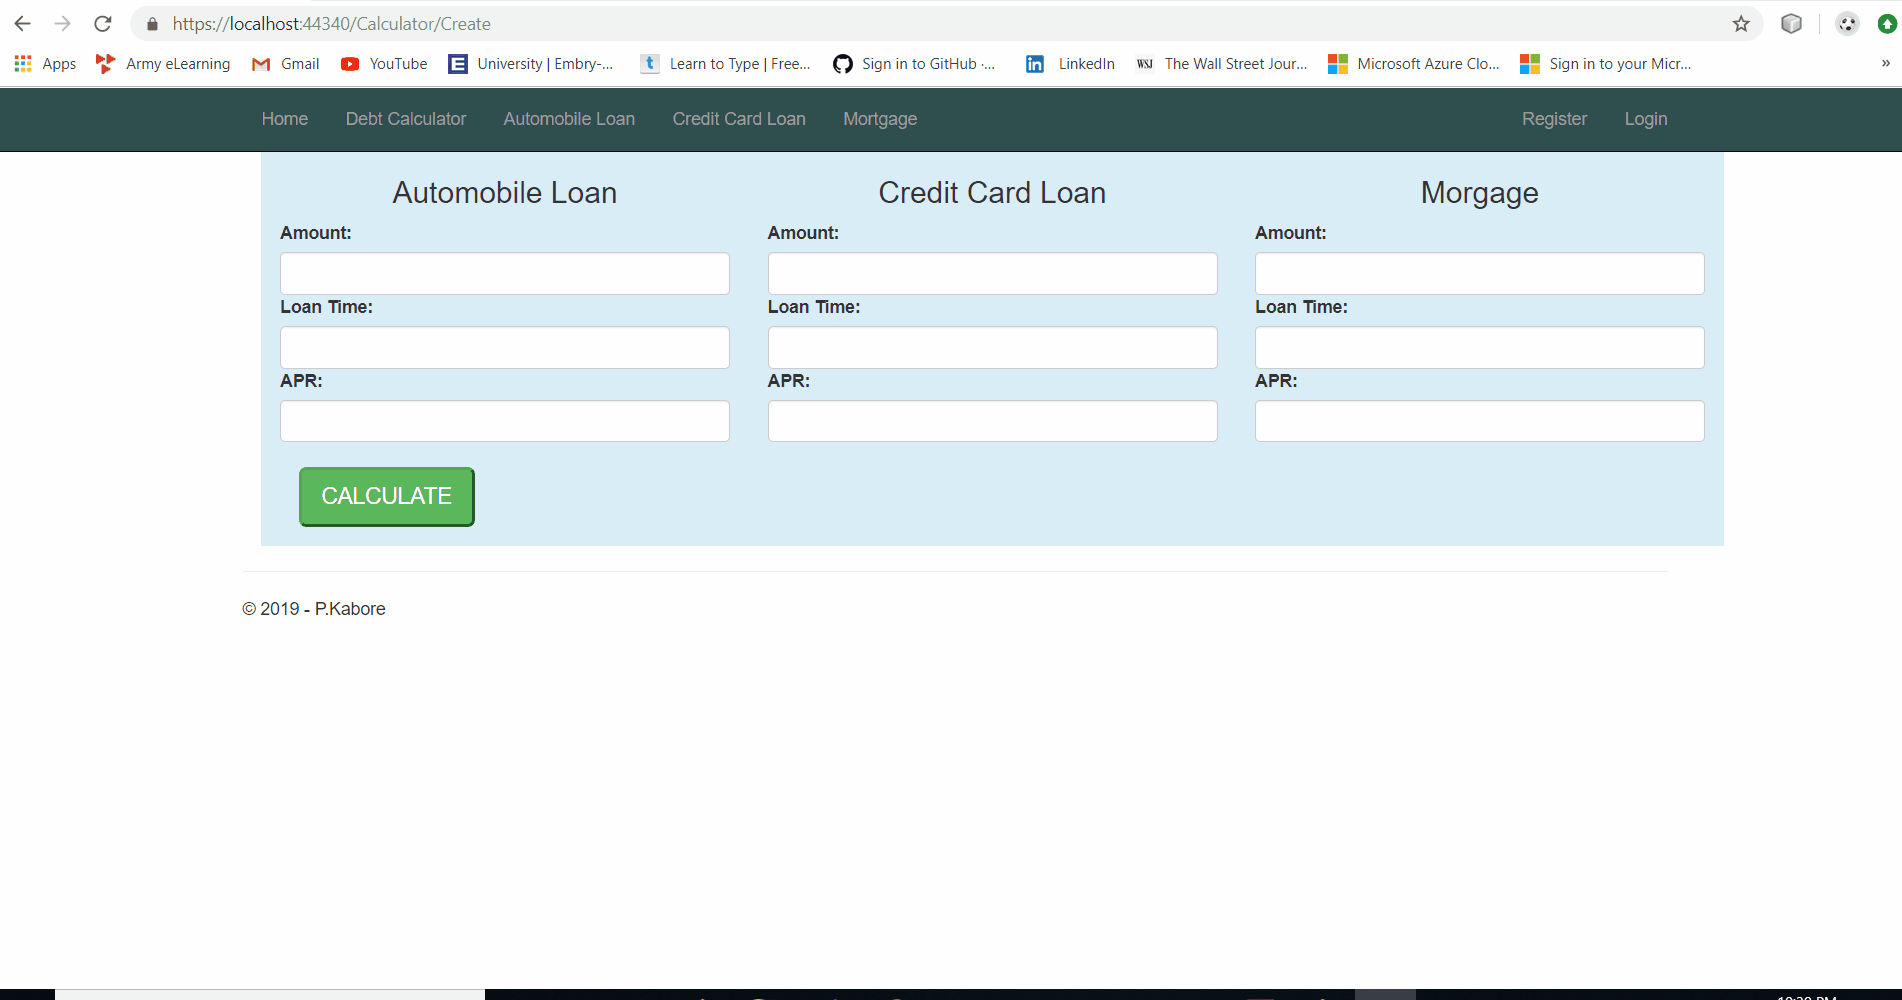 https://localhost:44340/Calculator/Create
Apps Army eLearning Gmail YouTube University | Embry-... Learn to Type | Free... Sign in to GitHub ·... LinkedIn WSJ The Wall Street Jour... Microsoft Azure Clo... Sign in to your Micr... »
Home Debt Calculator Automobile Loan Credit Card Loan Mortgage Register Login
Automobile Loan Credit Card Loan Morgage
Amount: Amount: Amount:
Loan Time: Loan Time: Loan Time:
APR: APR: APR:
CALCULATE
© 2019 - P.Kabore